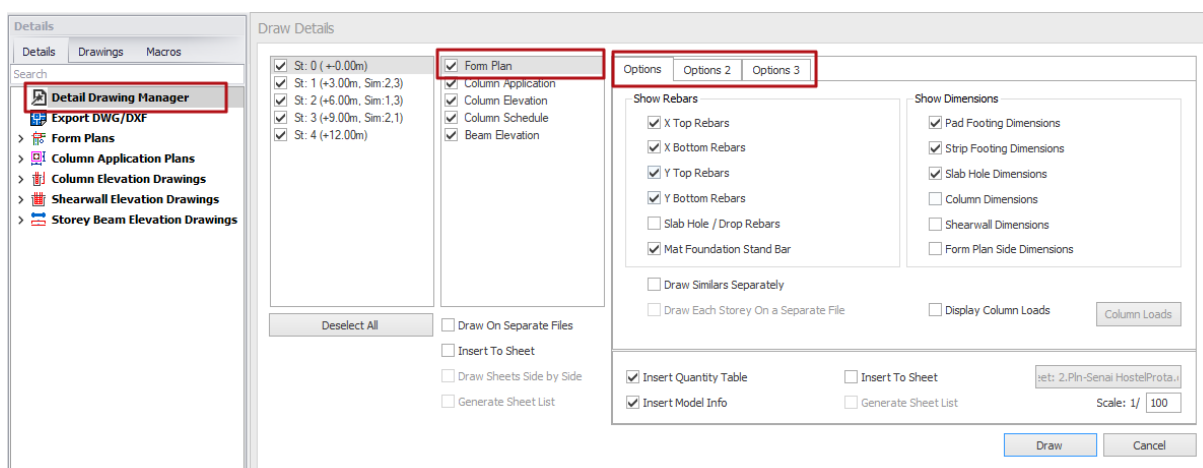 Details
Details Drawings Macros
Search
Detail Drawing Manager
Export DWG/DXF
Form Plans
Column Application Plans
Column Elevation Drawings
Shearwall Elevation Drawings
Storey Beam Elevation Drawings
Draw Details
St: 0 (+-0.00m)
St: 1 (+3.00m, Sim:2,3)
St: 2 (+6.00m, Sim:1,3)
St: 3 (+9.00m, Sim:2,1)
St: 4 (+12.00m)
Deselect All
Form Plan
Column Application
Column Elevation
Column Schedule
Beam Elevation
Draw On Separate Files
Insert To Sheet
Draw Sheets Side by Side
Generate Sheet List
Options Options 2 Options 3
Show Rebars
X Top Rebars
X Bottom Rebars
Y Top Rebars
Y Bottom Rebars
Slab Hole / Drop Rebars
Mat Foundation Stand Bar
Show Dimensions
Pad Footing Dimensions
Strip Footing Dimensions
Slab Hole Dimensions
Column Dimensions
Shearwall Dimensions
Form Plan Side Dimensions
Draw Similars Separately
Draw Each Storey On a Separate File
Display Column Loads Column Loads
Insert Quantity Table Insert To Sheet eet: 2.Pln-Senai HostelProta.
Insert Model Info Generate Sheet List Scale: 1/ 100
Draw Cancel